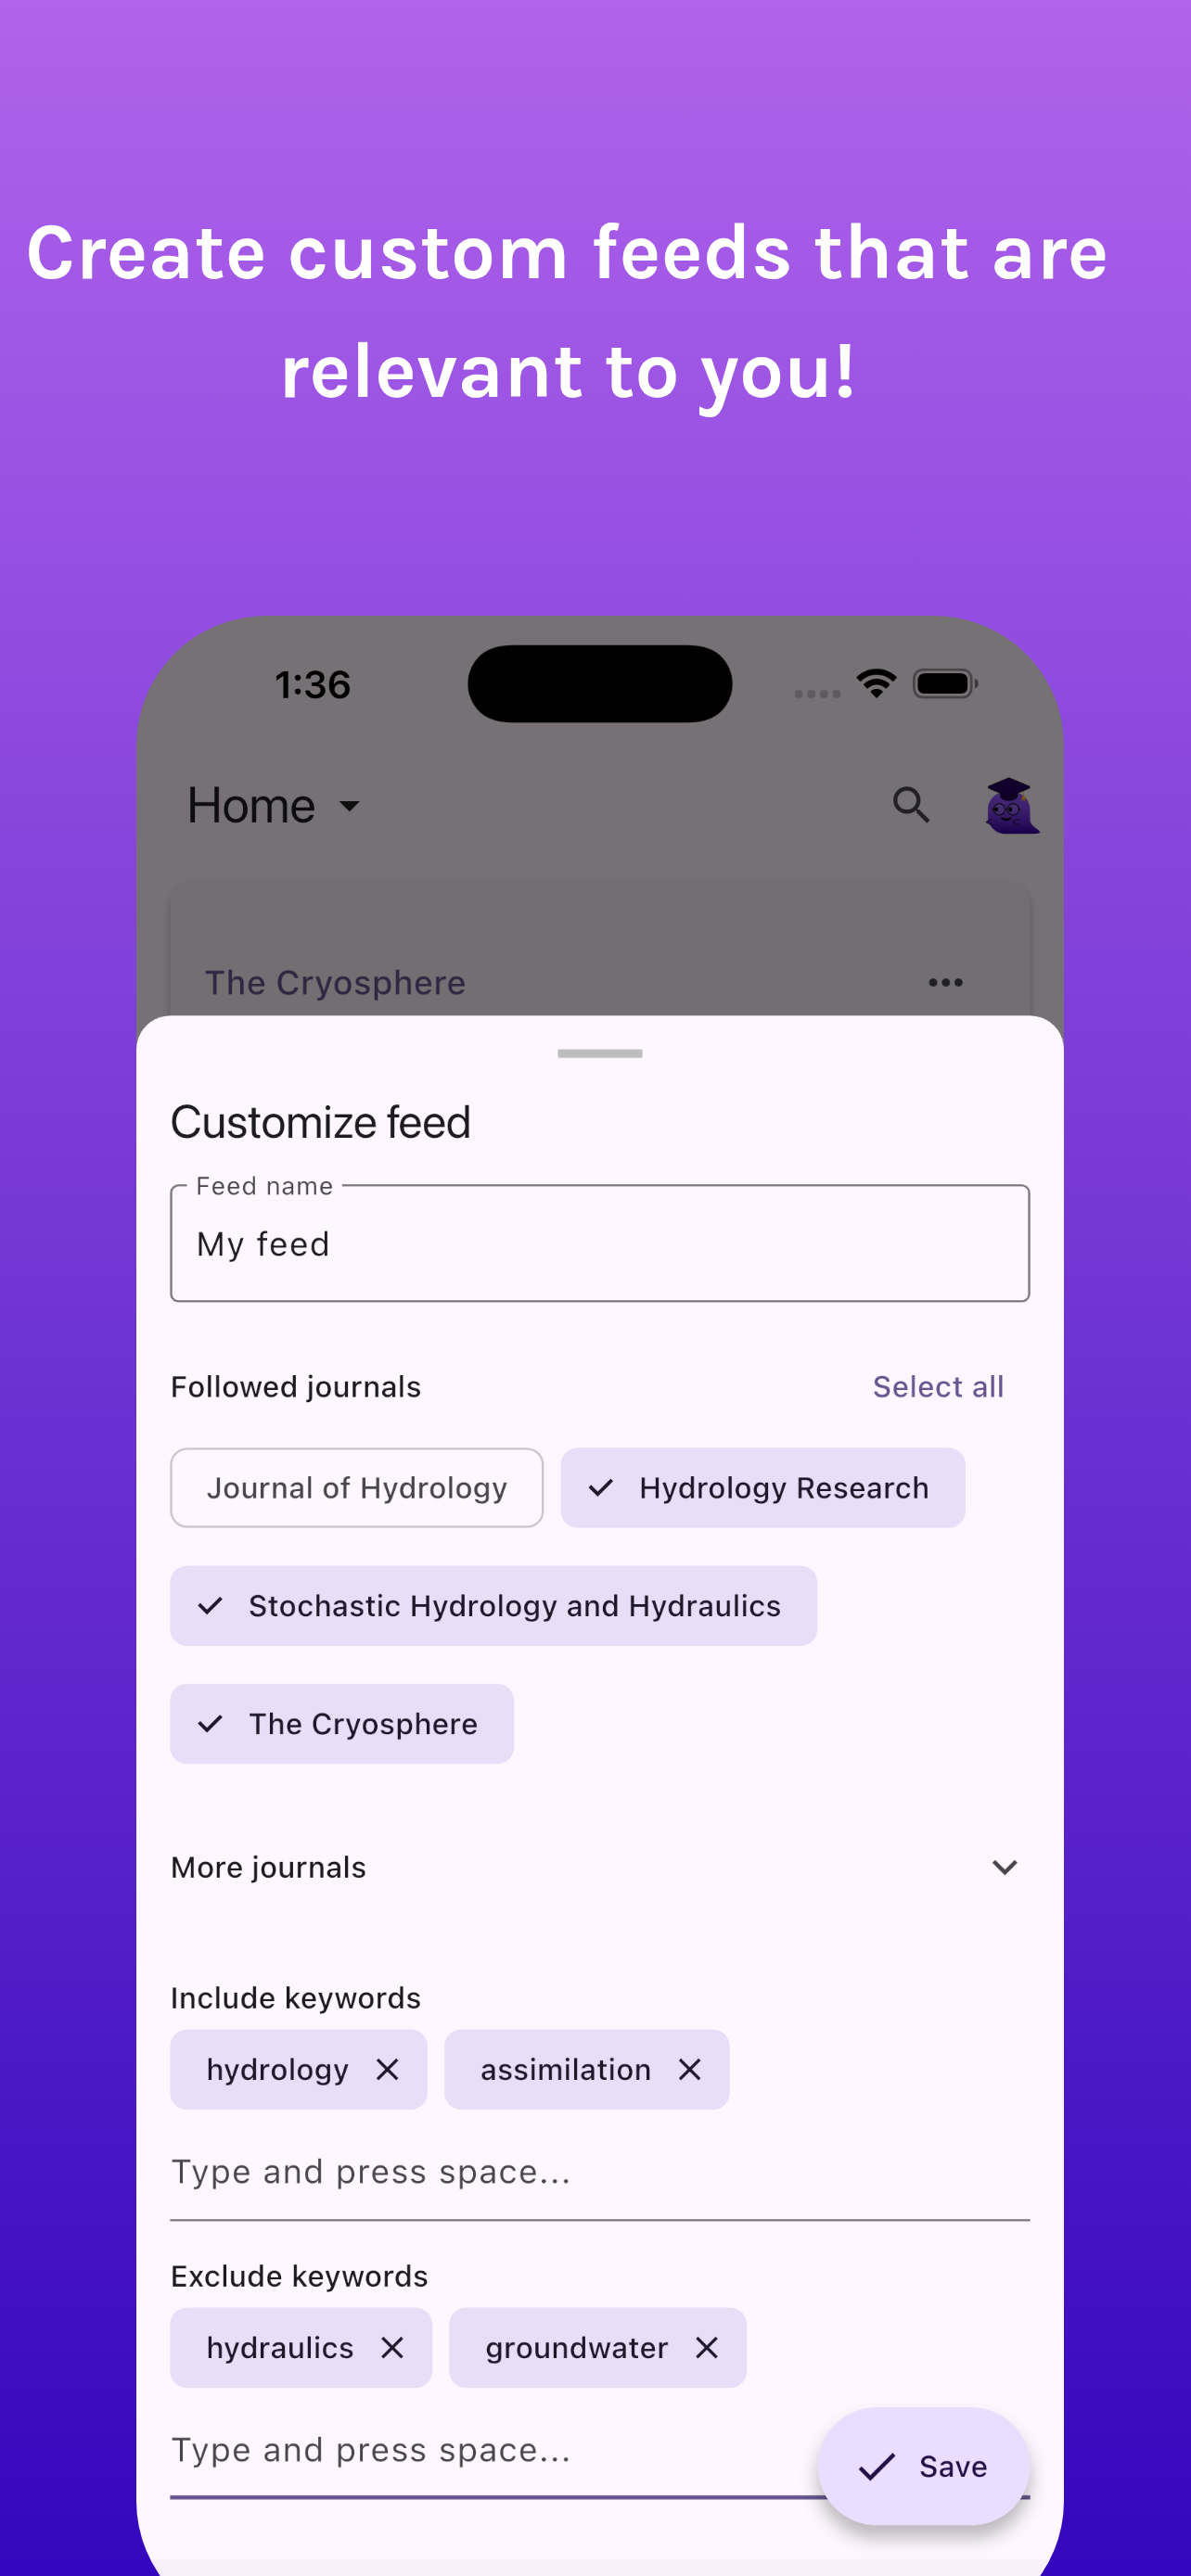 Create custom feeds that are
relevant to you!
1:36
Home
The Cryosphere
Customize feed
Feed name
My feed
Followed journals Select all
Journal of Hydrology Hydrology Research
Stochastic Hydrology and Hydraulics
The Cryosphere
More journals
Include keywords
hydrology assimilation
Type and press space...
Exclude keywords
hydraulics groundwater
Type and press space...
Save